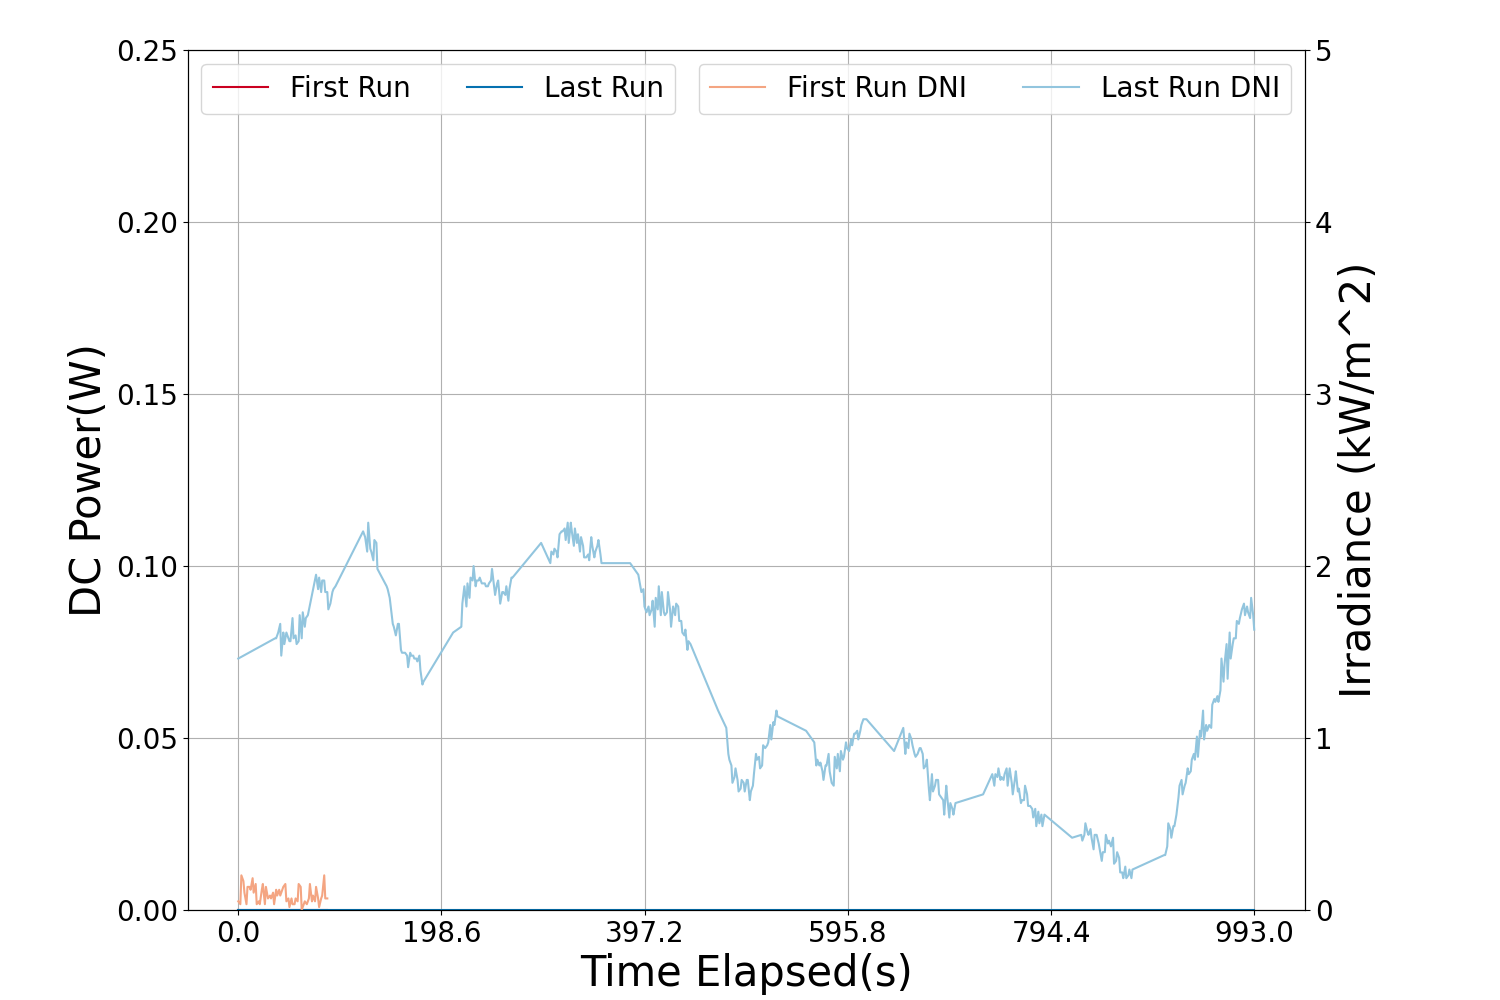 First Run
Last Run
First Run DNI
Last Run DNI
DC Power(W)
0.25
0.20
0.15
0.10
0.05
0.00
5
4
3
2
1
0
Irradiance (kW/m^2)
0.0 198.6 397.2 595.8 794.4 993.0
Time Elapsed(s)